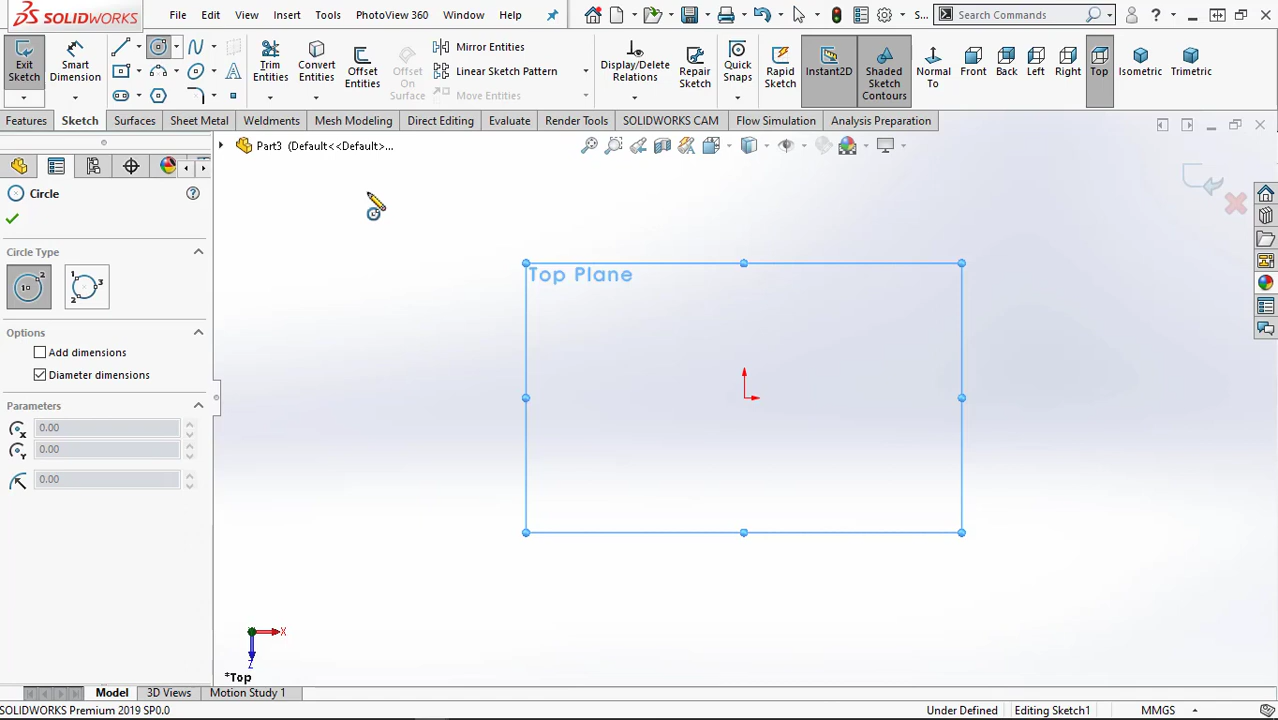 SOLIDWORKS File Edit View Insert Tools PhotoView 360 Window Help S... Search Commands
Exit Sketch
Smart Dimension
Trim Entities
Convert Entities
Offset Entities
Offset On Surface
Mirror Entities
Linear Sketch Pattern
Move Entities
Display/Delete Relations
Repair Sketch
Quick Snaps
Rapid Sketch
Instant2D
Shaded Sketch Contours
Normal To
Front
Back
Left
Right
Top
Isometric
Trimetric
Features Sketch Surfaces Sheet Metal Weldments Mesh Modeling Direct Editing Evaluate Render Tools SOLIDWORKS CAM Flow Simulation Analysis Preparation
Part3 (Default<<Default>...
Circle
Circle Type
Options
Add dimensions
Diameter dimensions
Parameters
0.00
0.00
0.00
Top Plane
X
Z
*Top
Model 3D Views Motion Study 1
SOLIDWORKS Premium 2019 SP0.0 Under Defined Editing Sketch1 MMGS